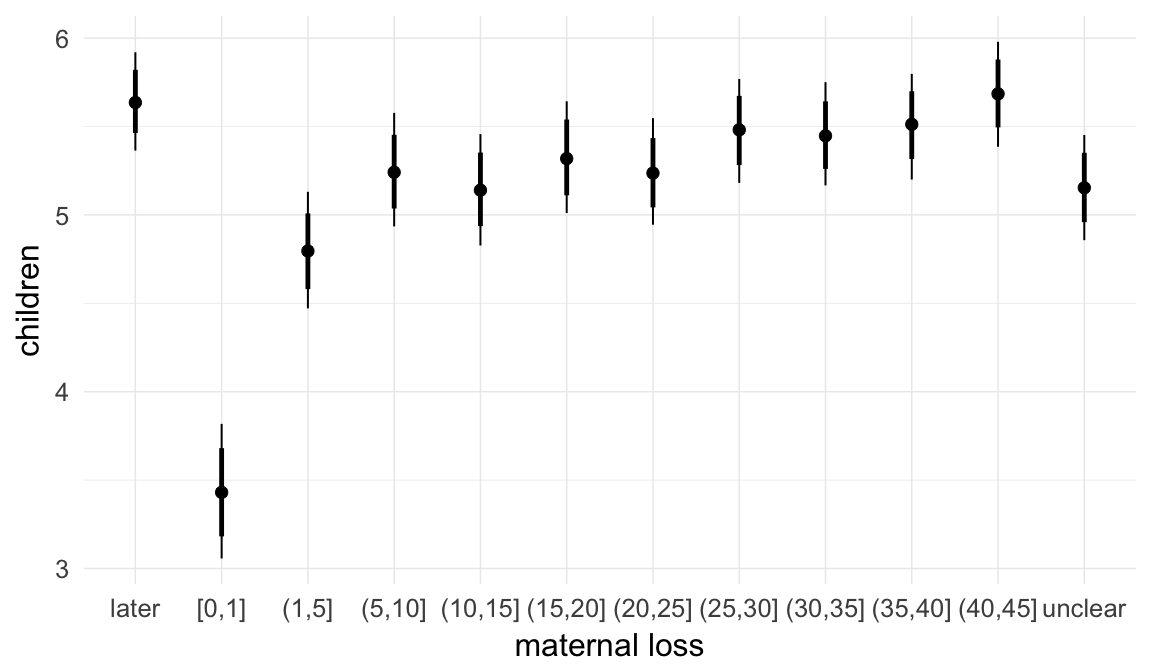 6
5
4
3
children
later [0,1] (1,5] (5,10] (10,15] (15,20] (20,25] (25,30] (30,35] (35,40] (40,45] unclear
maternal loss